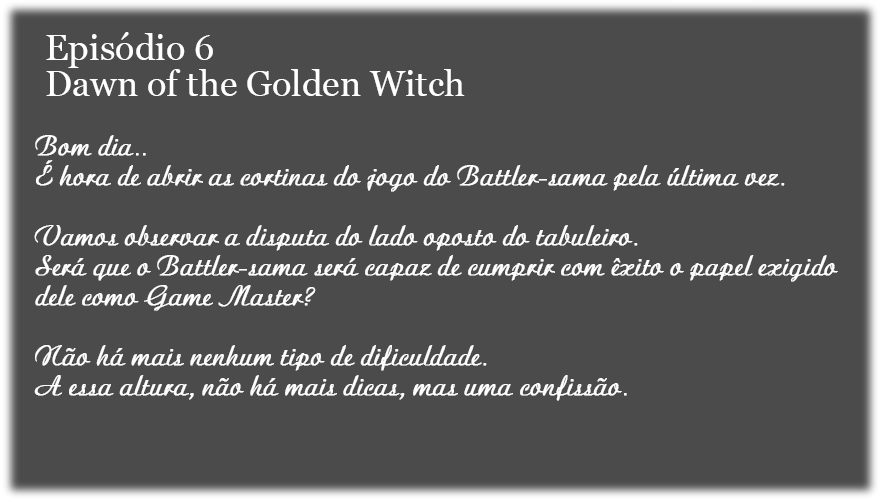 Episódio 6
Dawn of the Golden Witch
Bom dia..
É hora de abrir as cortinas do jogo do Battler-sama pela última vez.
Vamos observar a disputa do lado oposto do tabuleiro.
Será que o Battler-sama será capaz de cumprir com êxito o papel exigido
dele como Game Master?
Não há mais nenhum tipo de dificuldade.
A essa altura, não há mais dicas, mas uma confissão.